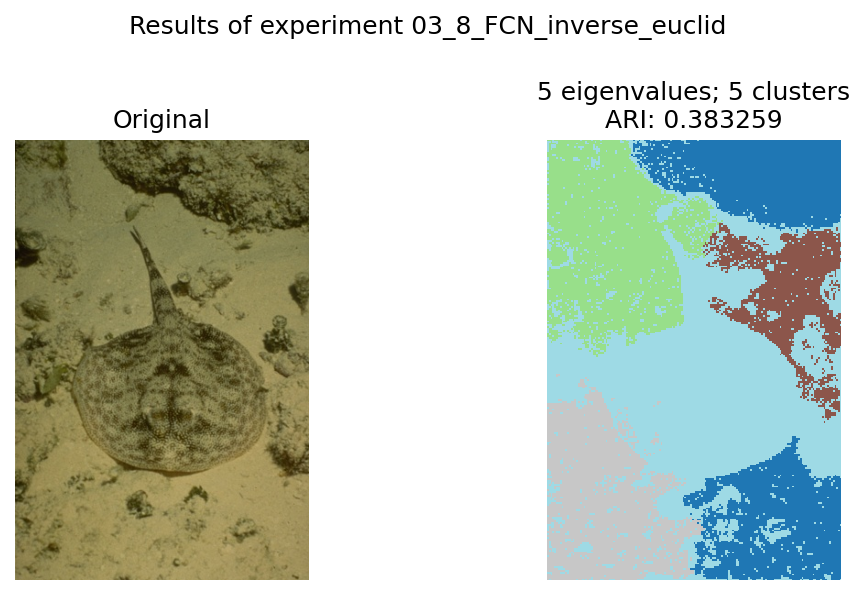 Results of experiment 03_8_FCN_inverse_euclid
Original
5 eigenvalues; 5 clusters
ARI: 0.383259